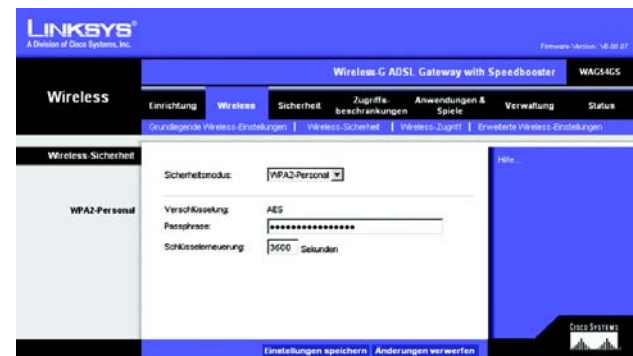 LINKSYS®
A Division of Cisco Systems, Inc.
Firmware-Version: V0.00.07
Wireless-G ADSL Gateway with Speedbooster WAG54GS
Wireless
Einrichtung Wireless Sicherheit Zugriffs-beschränkungen Anwendungen & Spiele Verwaltung Status
Grundlegende Wireless-Einstellungen | Wireless-Sicherheit | Wireless-Zugriff | Erweiterte Wireless-Einstellungen
Wireless-Sicherheit
Hilfe...
Sicherheitsmodus: WPA2-Personal
WPA2-Personal
Verschlüsselung: AES
Passphrase: ●●●●●●●●●●●●●●●●
Schlüsselerneuerung: 3600 Sekunden
CISCO SYSTEMS
Einstellungen speichern Änderungen verwerfen